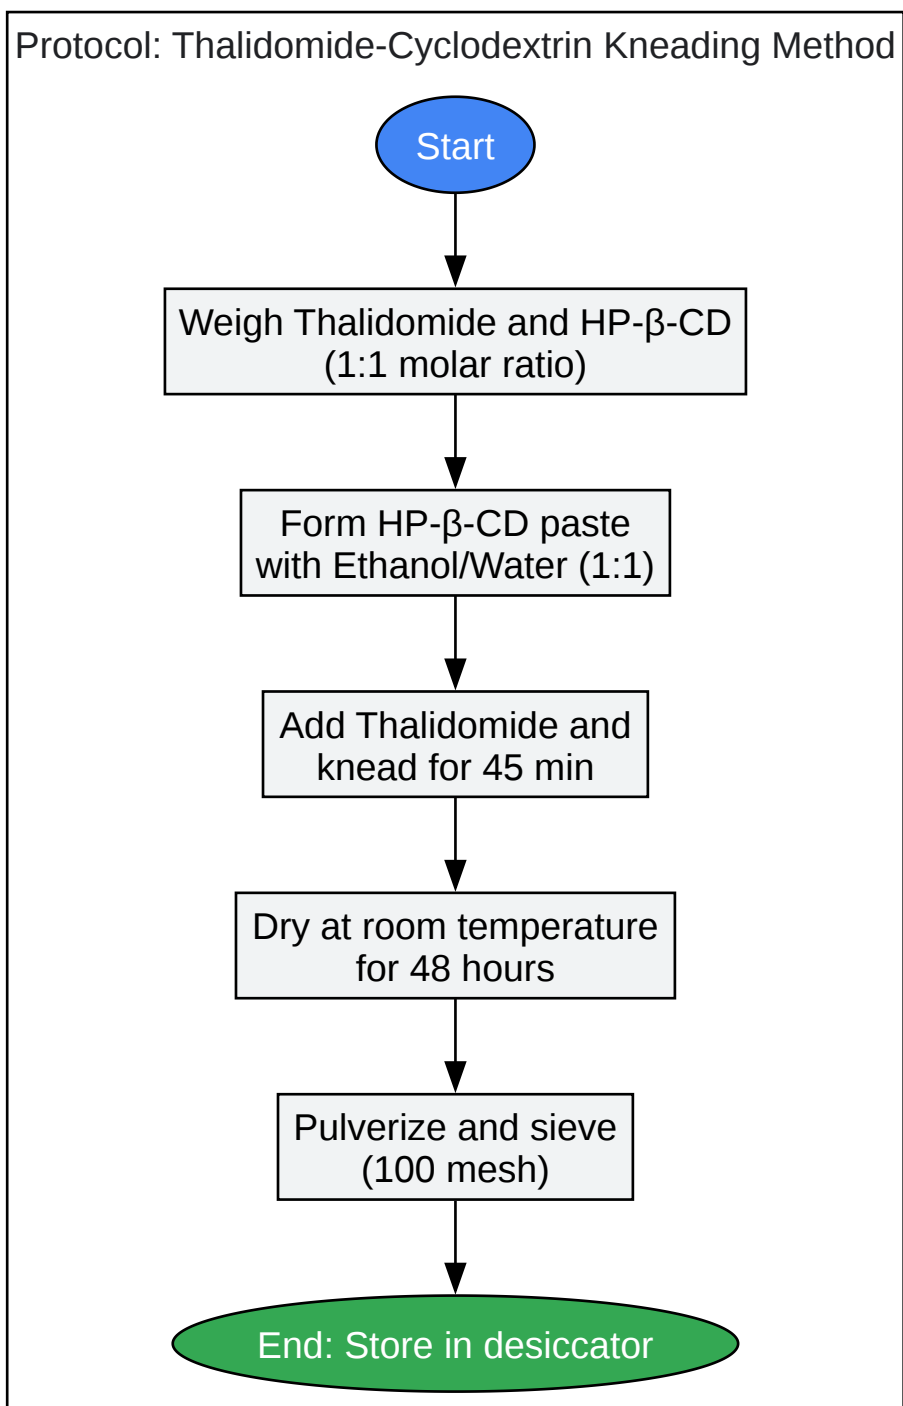 Protocol: Thalidomide-Cyclodextrin Kneading Method
Start
Weigh Thalidomide and HP-β-CD
(1:1 molar ratio)
Form HP-β-CD paste
with Ethanol/Water (1:1)
Add Thalidomide and
knead for 45 min
Dry at room temperature
for 48 hours
Pulverize and sieve
(100 mesh)
End: Store in desiccator